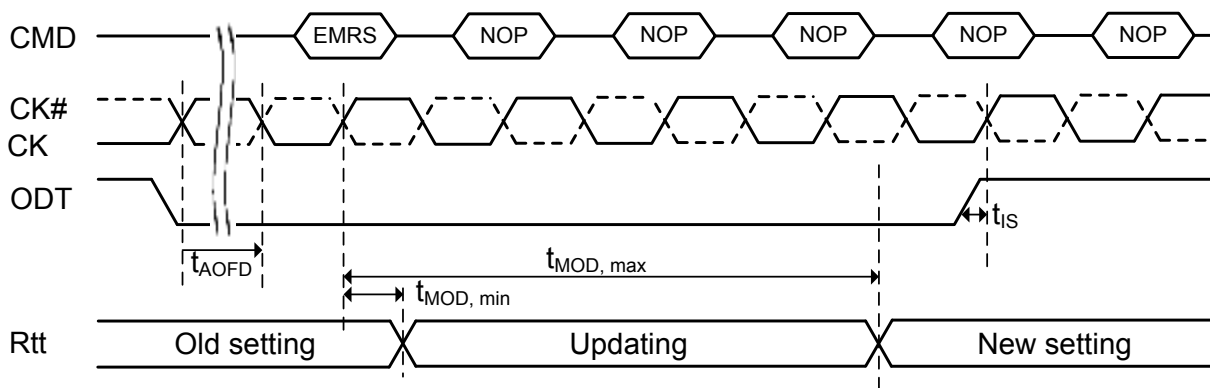 CMD EMRS NOP NOP NOP NOP NOP
CK#
CK
ODT
tIS
tAOFD
tMOD, max
tMOD, min
Rtt Old setting Updating New setting